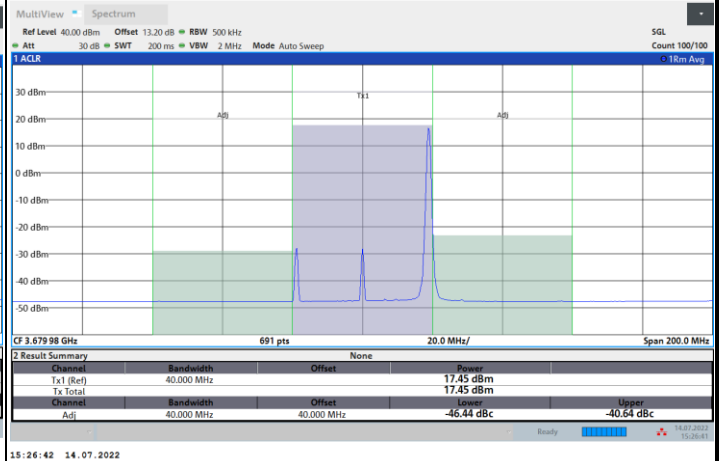 MultiView Spectrum
Ref Level 40.00 dBm Offset 13.20 dB RBW 500 kHz SGL
Att 30 dB SWT 200 ms VBW 2 MHz Mode Auto Sweep Count 100/100
1 ACLR 1Rm Avg
30 dBm
Tx1
20 dBm
Adj Adj
10 dBm
0 dBm
-10 dBm
-20 dBm
-30 dBm
-40 dBm
-50 dBm
CF 3.679 98 GHz 691 pts 20.0 MHz/ Span 200.0 MHz
2 Result Summary None
Channel Bandwidth Offset Power
Tx1 (Ref) 40.000 MHz 17.45 dBm
Tx Total 17.45 dBm
Channel Bandwidth Offset Lower Upper
Adj 40.000 MHz 40.000 MHz -46.44 dBc -40.64 dBc
Ready 14.07.2022
15:26:41
15:26:42 14.07.2022